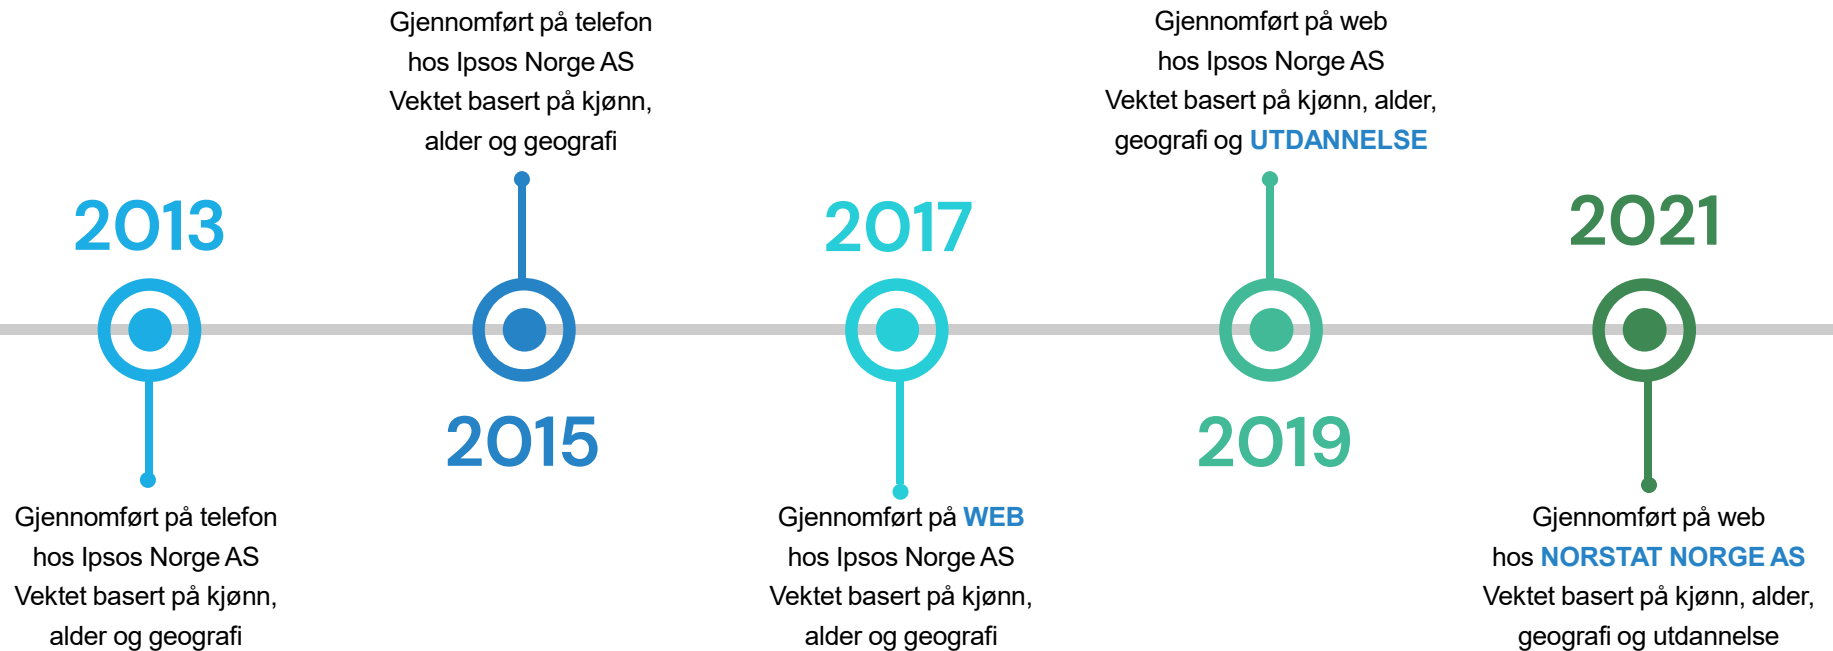 2013
Gjennomført på telefon
hos Ipsos Norge AS
Vektet basert på kjønn,
alder og geografi
Gjennomført på telefon
hos Ipsos Norge AS
Vektet basert på kjønn,
alder og geografi
2015
2017
Gjennomført på WEB
hos Ipsos Norge AS
Vektet basert på kjønn,
alder og geografi
Gjennomført på web
hos Ipsos Norge AS
Vektet basert på kjønn, alder,
geografi og UTDANNELSE
2019
2021
Gjennomført på web
hos NORSTAT NORGE AS
Vektet basert på kjønn, alder,
geografi og utdannelse